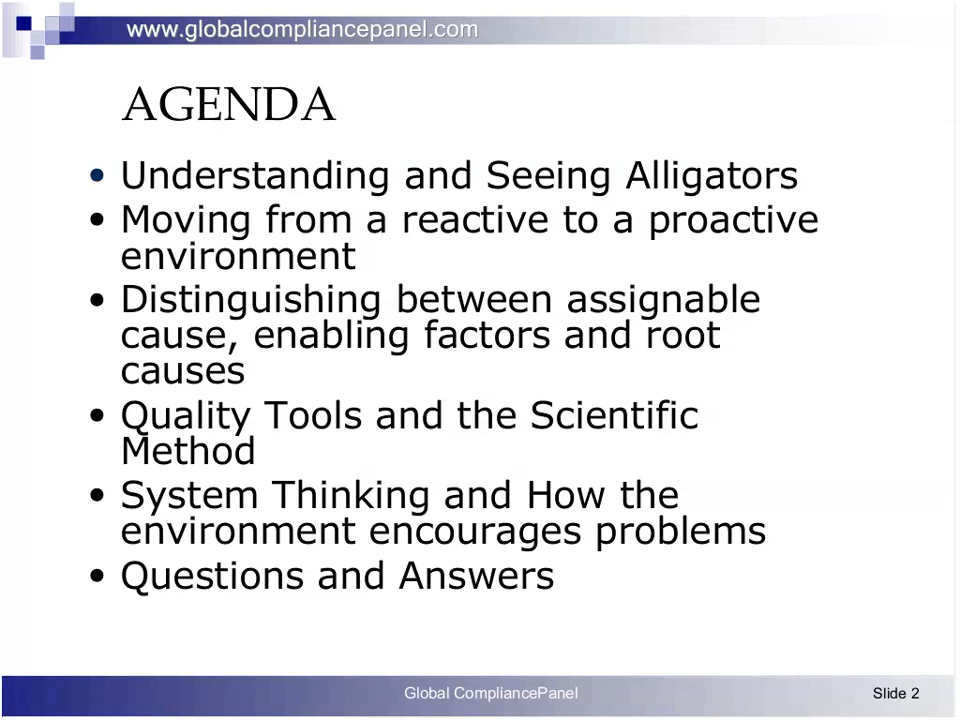 www.globalcompliancepanel.com
AGENDA
• Understanding and Seeing Alligators
• Moving from a reactive to a proactive
environment
• Distinguishing between assignable
cause, enabling factors and root
causes
• Quality Tools and the Scientific
Method
• System Thinking and How the
environment encourages problems
• Questions and Answers
Global CompliancePanel
Slide 2